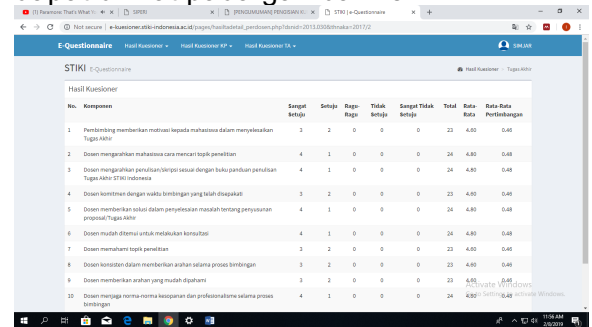 (1) Paramore: That's What Yo
SIPERI
[PENGUMUMAN] PENGISIAN KU
STIKI | e-Questionnaire
Not secure | e-kuesioner.stiki-indonesia.ac.id/pages/hasiltadetail_perdosen.php?dmid=2013.030&thnaka=2017/2
E-Questionnaire Hasil Kuesioner Hasil Kuesioner KP Hasil Kuesioner TA SIMJAR
STIKI E-Questionnaire Hasil Kuesioner Tugas Akhir
Hasil Kuesioner
No. Komponen Sangat Setuju Setuju Ragu-Ragu Tidak Setuju Sangat Tidak Setuju Total Rata-Rata Rata-Rata Pertimbangan
1 Pembimbing memberikan motivasi kepada mahasiswa dalam menyelesaikan 3 2 0 0 0 23 4.60 0.46
Tugas Akhir
2 Dosen mengarahkan mahasiswa cara mencari topik penelitian 4 1 0 0 0 24 4.80 0.48
3 Dosen mengarahkan penulisan/skripsi sesuai dengan buku panduan penulisan 4 1 0 0 0 24 4.80 0.48
Tugas Akhir STIKI Indonesia
4 Dosen komitmen dengan waktu bimbingan yang telah disepakati 3 2 0 0 0 23 4.60 0.46
5 Dosen memberikan solusi dalam penyelesaian masalah tentang penyusunan 4 1 0 0 0 24 4.80 0.48
proposal/Tugas Akhir
6 Dosen mudah ditemui untuk melakukan konsultasi 4 1 0 0 0 24 4.80 0.48
7 Dosen memahami topik penelitian 3 2 0 0 0 23 4.60 0.46
8 Dosen konsisten dalam memberikan arahan selama proses bimbingan 3 2 0 0 0 23 4.60 0.46
9 Dosen memberikan arahan yang mudah dipahami 3 2 0 0 0 23 4.60 0.46
Activate Windows
10 Dosen menjaga norma-norma kesopanan dan profesionalisme selama proses 4 1 0 0 0 24 4.80 0.48
bimbingan
Settings activate Windows.
11:56 AM
2/8/2019